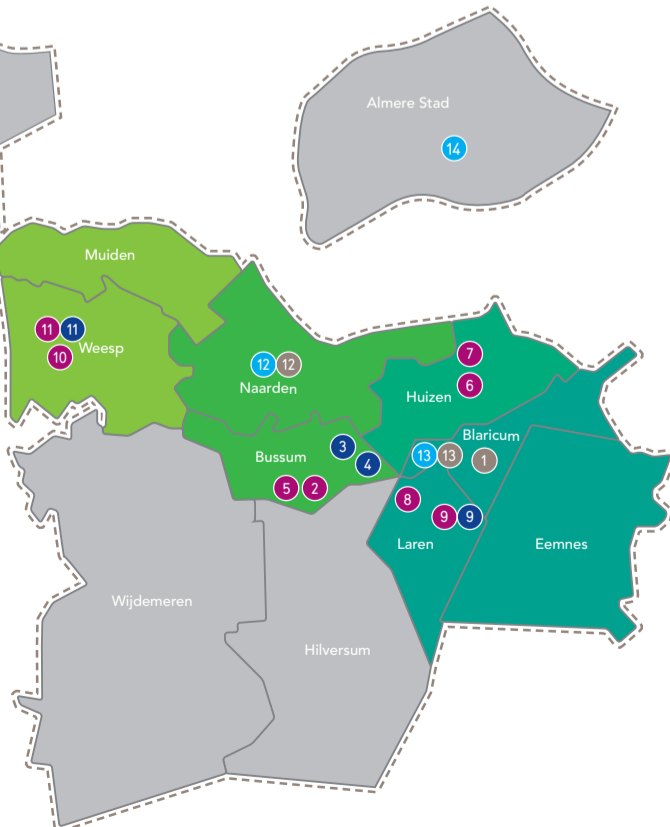 Almere Stad
14
Muiden
11 11
Weesp
10
12 12
Naarden
7
6
Huizen
Blaricum
3
Bussum
4
13 13
1
5 2
8
9 9
Laren
Eemnes
Wijdemeren
Hilversum